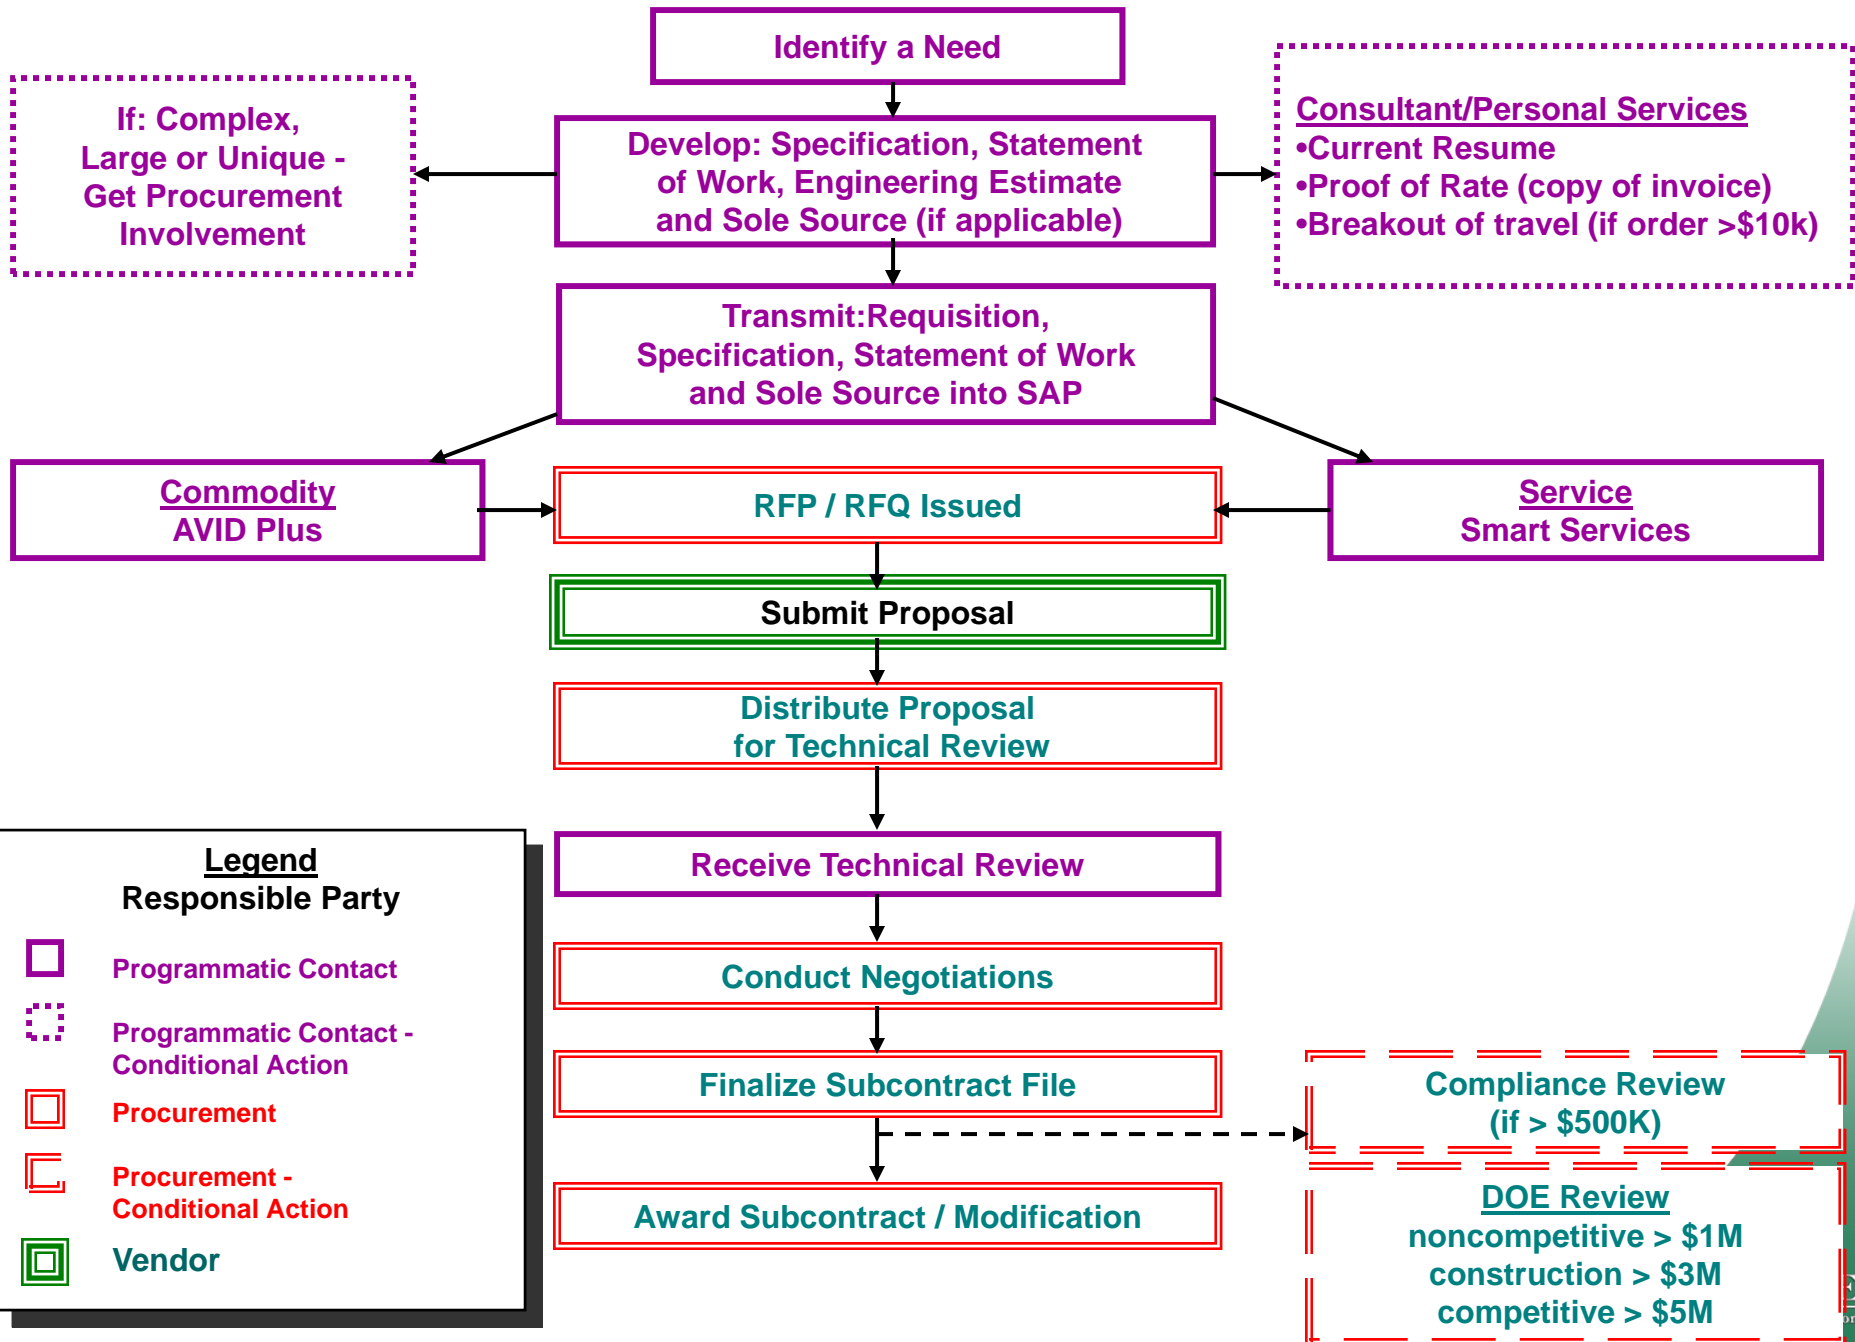 Identify a Need
If: Complex,
Large or Unique -
Get Procurement
Involvement
Develop: Specification, Statement
of Work, Engineering Estimate
and Sole Source (if applicable)
Consultant/Personal Services
•Current Resume
•Proof of Rate (copy of invoice)
•Breakout of travel (if order >$10k)
Transmit:Requisition,
Specification, Statement of Work
and Sole Source into SAP
Commodity
AVID Plus
RFP / RFQ Issued
Service
Smart Services
Submit Proposal
Distribute Proposal
for Technical Review
Receive Technical Review
Conduct Negotiations
Finalize Subcontract File
Compliance Review
(if > $500K)
Award Subcontract / Modification
DOE Review
noncompetitive > $1M
construction > $3M
competitive > $5M
Legend
Responsible Party
Programmatic Contact
Programmatic Contact -
Conditional Action
Procurement
Procurement -
Conditional Action
Vendor